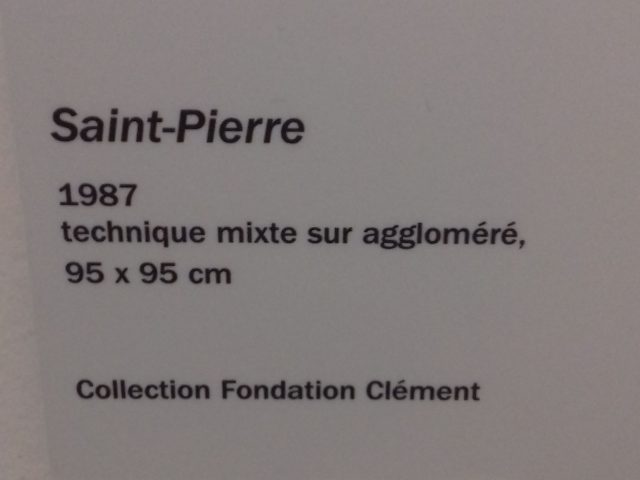 Saint-Pierre
1987
technique mixte sur aggloméré,
95 x 95 cm
Collection Fondation Clément